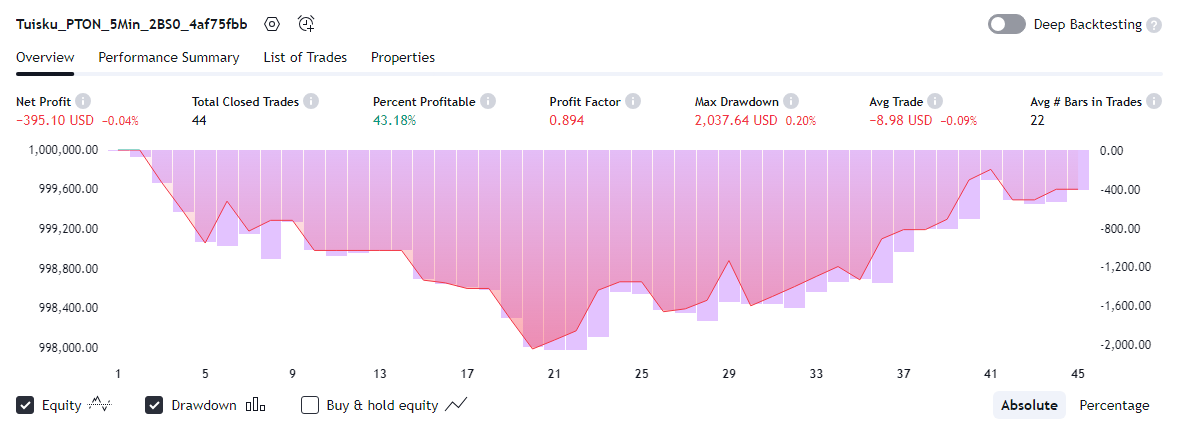 Tuisku_PTON_5Min_2BS0_4af75fbb Deep Backtesting ?
Overview Performance Summary List of Trades Properties
Net Profit Total Closed Trades Percent Profitable Profit Factor Max Drawdown Avg Trade Avg # Bars in Trades
−395.10 USD −0.04% 44 43.18% 0.894 2,037.64 USD 0.20% −8.98 USD −0.09% 22
1,000,000.00 0.00
999,600.00 -400.00
999,200.00 -800.00
998,800.00 -1,200.00
998,400.00 -1,600.00
998,000.00 -2,000.00
1 5 9 13 17 21 25 29 33 37 41 45
Equity Drawdown Buy & hold equity Absolute Percentage